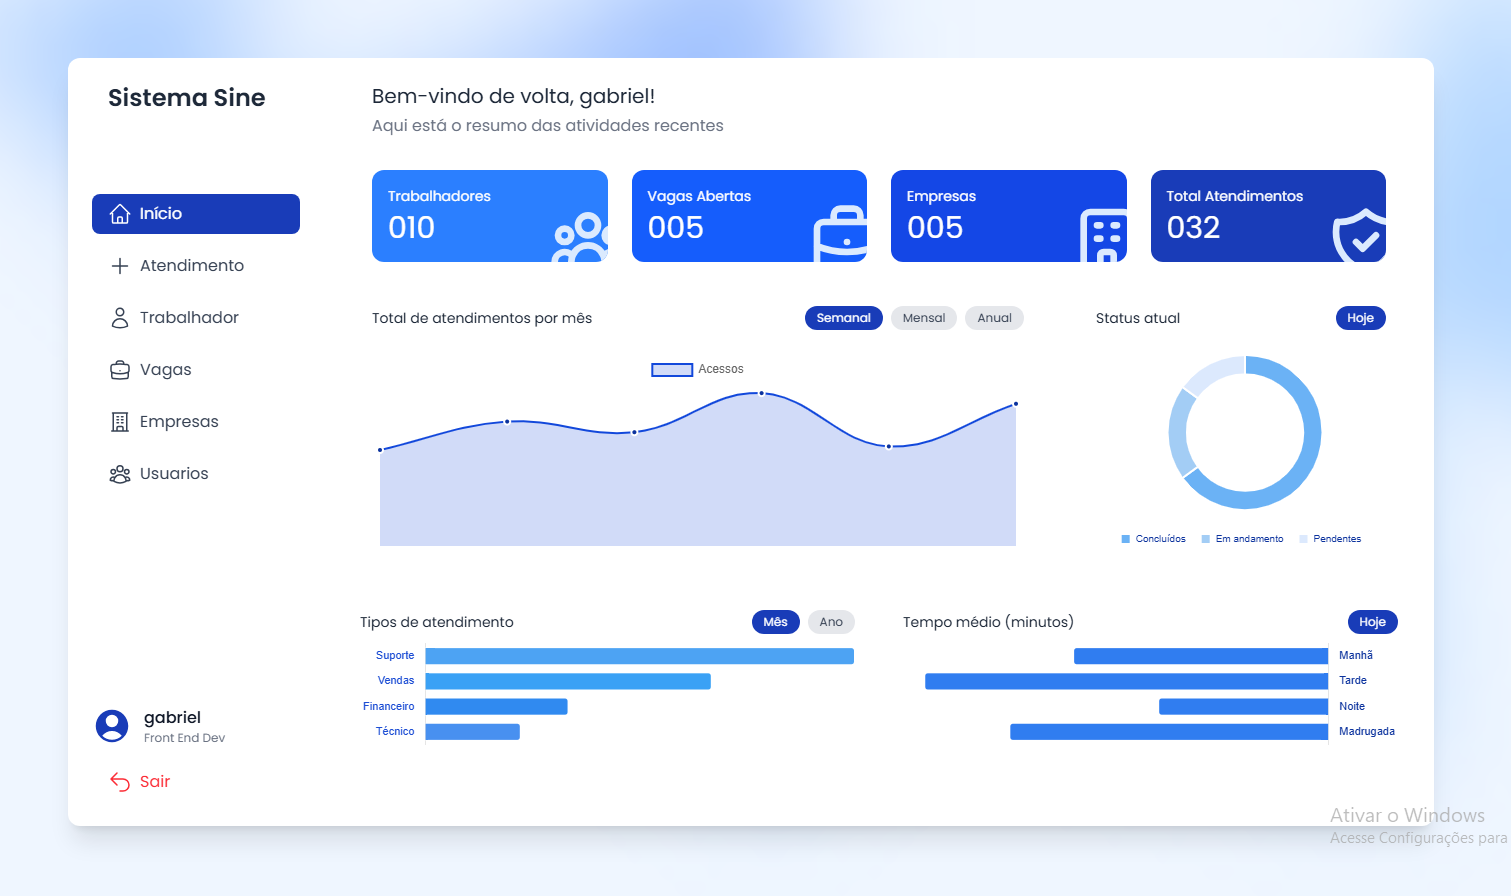 Sistema Sine
Início
Atendimento
Trabalhador
Vagas
Empresas
Usuarios
gabriel
Front End Dev
Sair
Bem-vindo de volta, gabriel!
Aqui está o resumo das atividades recentes
Trabalhadores
010
Vagas Abertas
005
Empresas
005
Total Atendimentos
032
Total de atendimentos por mês
Semanal
Mensal
Anual
Acessos
Status atual
Hoje
Concluídos
Em andamento
Pendentes
Tipos de atendimento
Mês
Ano
Suporte
Vendas
Financeiro
Técnico
Tempo médio (minutos)
Hoje
Manhã
Tarde
Noite
Madrugada
Ativar o Windows
Acesse Configurações para